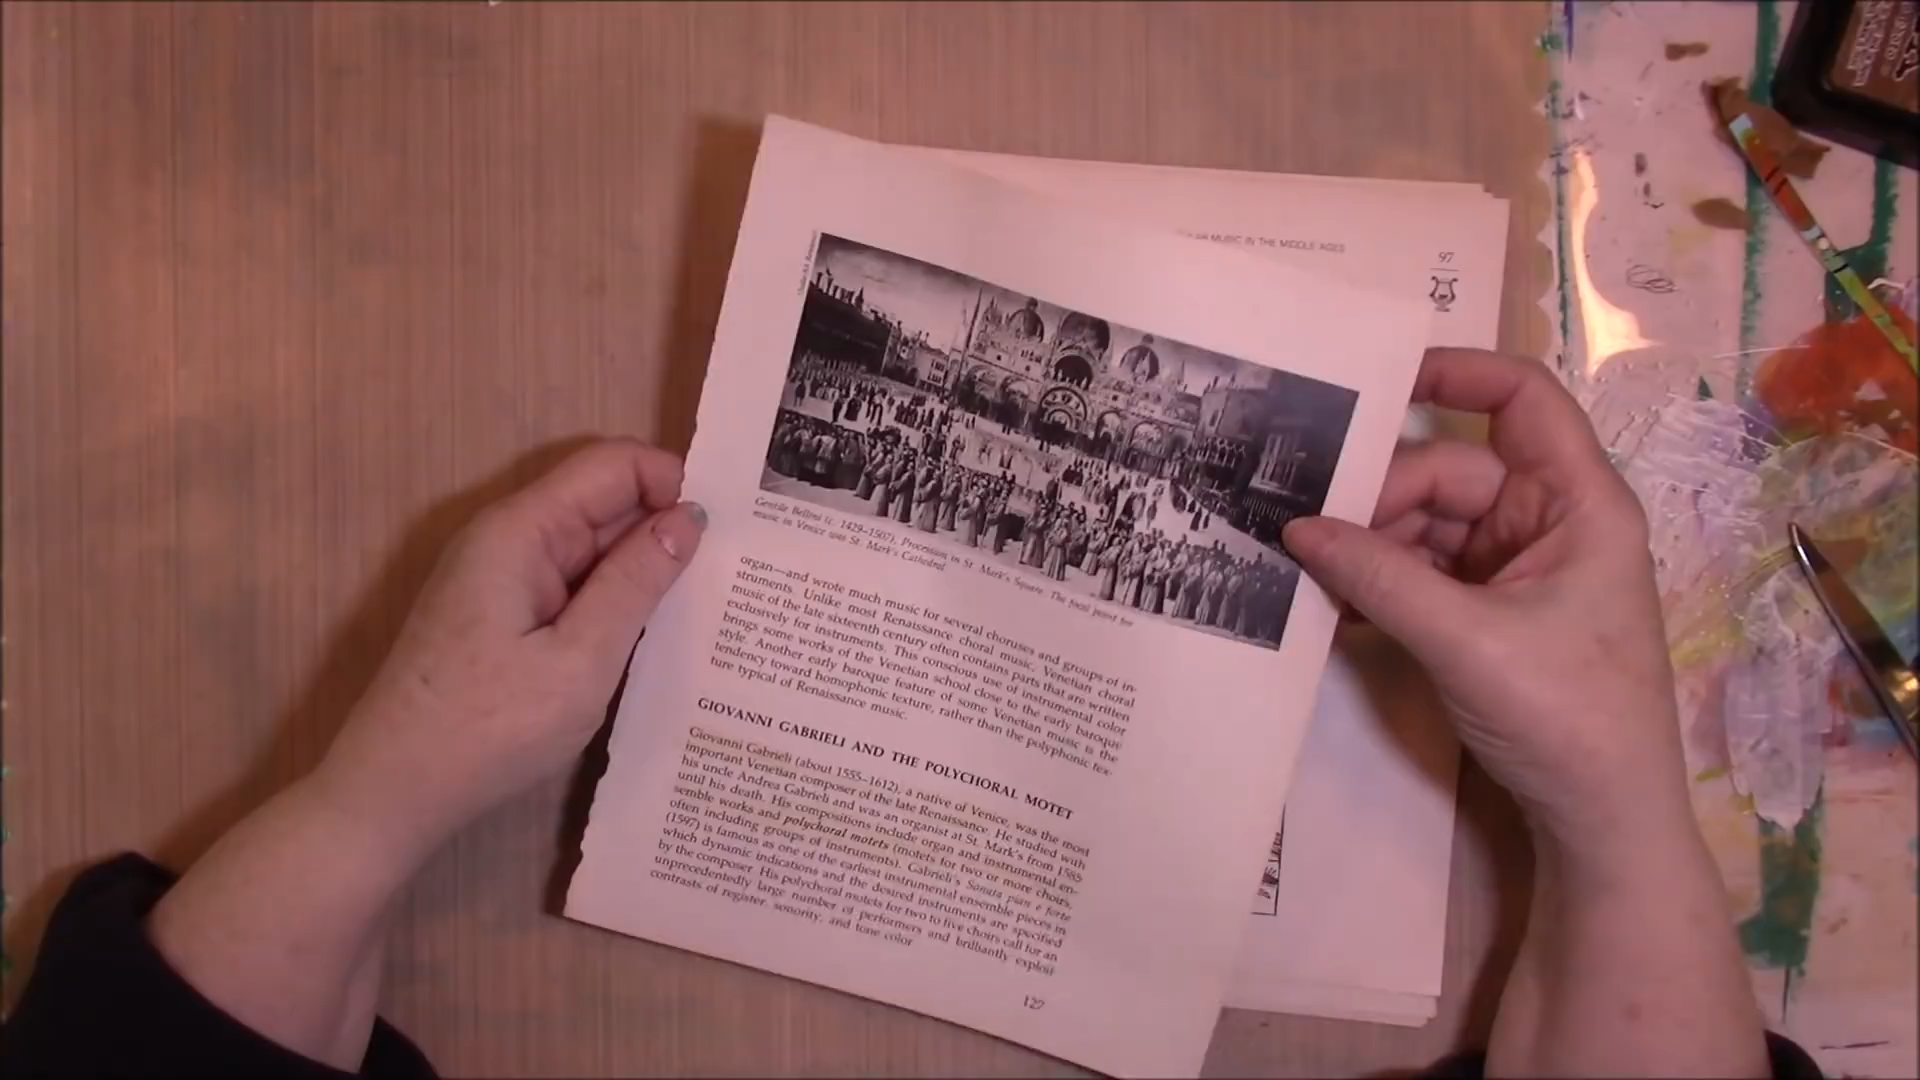 MUSIC IN THE MIDDLE AGES
97
Gentile Bellini (c. 1429–1507), Procession in St. Mark's Square. The focal point for
music in Venice was St. Mark's Cathedral.
organ—and wrote much music for several choruses and groups of in-
struments. Unlike most Renaissance choral music, Venetian choral
music of the late sixteenth century often contains parts that are written
exclusively for instruments. This conscious use of instrumental color
brings some works of the Venetian school close to the early baroque
style. Another early baroque feature of some Venetian music is the
tendency toward homophonic texture, rather than the polyphonic tex-
ture typical of Renaissance music.
GIOVANNI GABRIELI AND THE POLYCHORAL MOTET
Giovanni Gabrieli (about 1555–1612), a native of Venice, was the most
important Venetian composer of the late Renaissance. He studied with
his uncle Andrea Gabrieli and was an organist at St. Mark's from 1585
until his death. His compositions include organ and instrumental en-
semble works and polychoral motets (motets for two or more choirs,
often including groups of instruments). Gabrieli's Sonata pian e forte
(1597) is famous as one of the earliest instrumental ensemble pieces in
which dynamic indications and the desired instruments are specified
by the composer. His polychoral motets for two to five choirs call for an
unprecedentedly large number of performers and brilliantly exploit
contrasts of register, sonority, and tone color
127